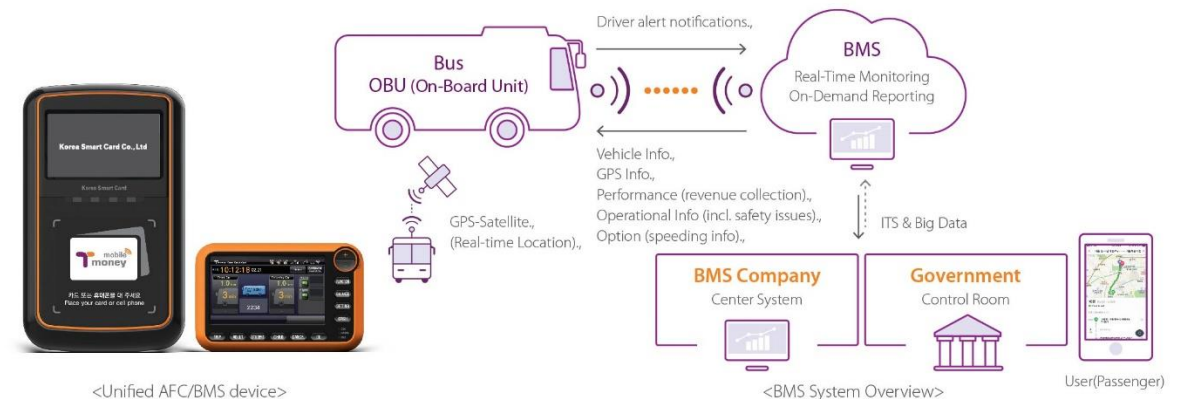 Korea Smart Card Co., Ltd
Korea Smart Card
mobile
Tmoney
카드 또는 휴대폰을 대 주세요
Place your card or cell phone
10:12:18
<Unified AFC/BMS device>
Driver alert notifications.,
Bus
OBU (On-Board Unit)
BMS
Real-Time Monitoring
On-Demand Reporting
GPS-Satellite.,
(Real-time Location).,
Vehicle Info.,
GPS Info.,
Performance (revenue collection).,
Operational Info (incl. safety issues).,
Option (speeding info).,
ITS & Big Data
BMS Company
Center System
Government
Control Room
User(Passenger)
<BMS System Overview>